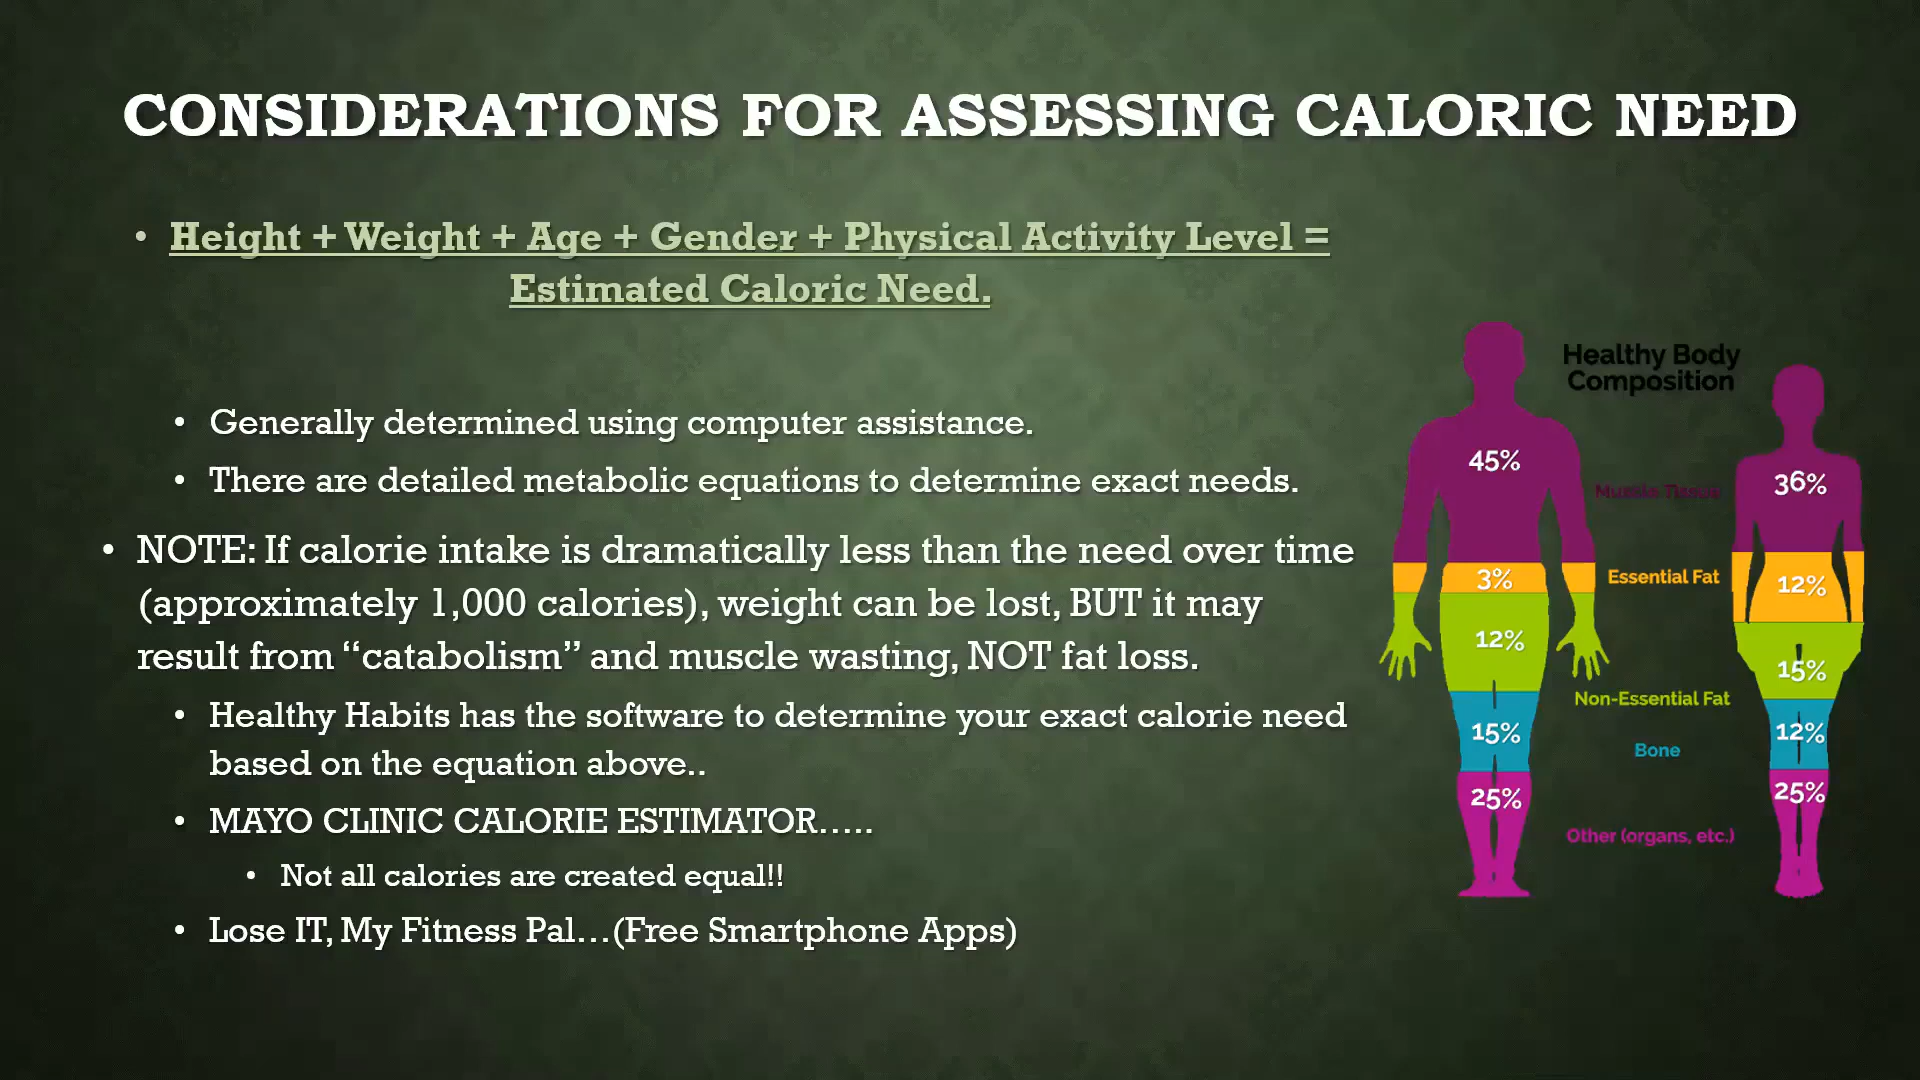 CONSIDERATIONS FOR ASSESSING CALORIC NEED
• Height + Weight + Age + Gender + Physical Activity Level =
Estimated Caloric Need.
• Generally determined using computer assistance.
• There are detailed metabolic equations to determine exact needs.
• NOTE: If calorie intake is dramatically less than the need over time
(approximately 1,000 calories), weight can be lost, BUT it may
result from “catabolism” and muscle wasting, NOT fat loss.
• Healthy Habits has the software to determine your exact calorie need
based on the equation above..
• MAYO CLINIC CALORIE ESTIMATOR…..
• Not all calories are created equal!!
• Lose IT, My Fitness Pal…(Free Smartphone Apps)
Healthy Body
Composition
45%
Muscle Tissue
36%
3%
Essential Fat
12%
12%
Non-Essential Fat
15%
15%
Bone
12%
25%
Other (organs, etc.)
25%